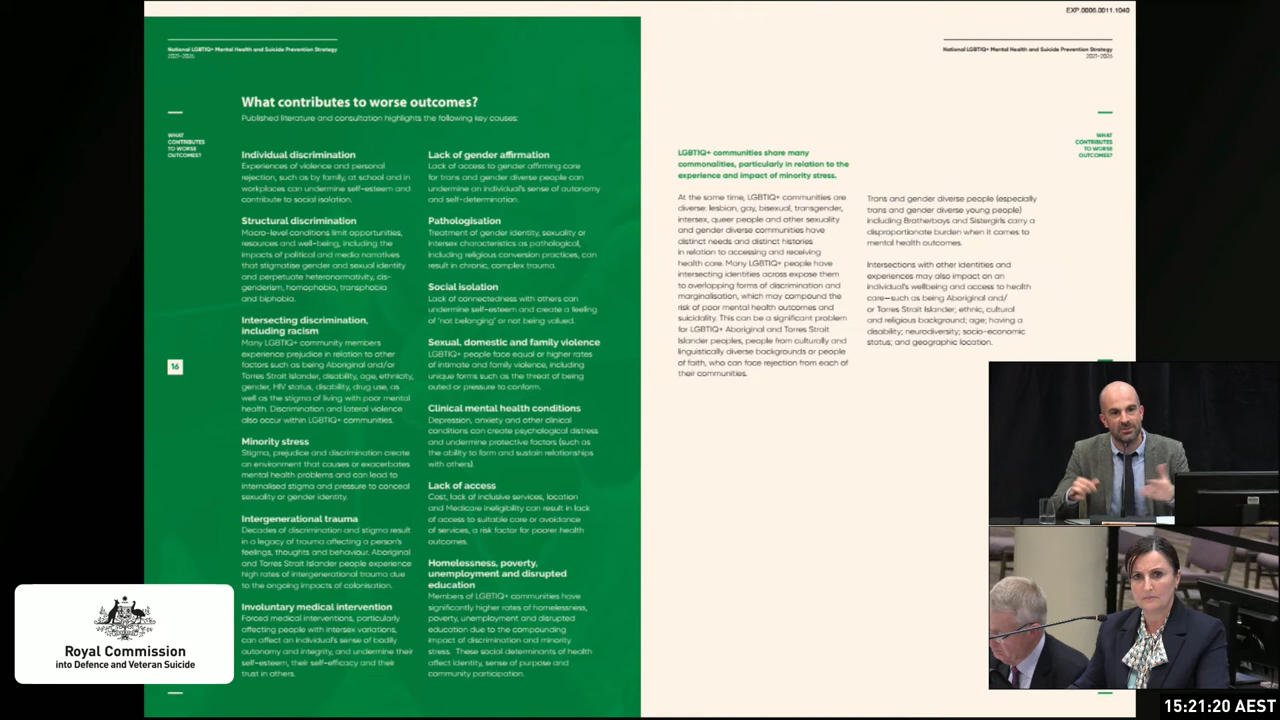 EXP.0006.0011.1040
National LGBTIQ+ Mental Health and Suicide Prevention Strategy
2021–2026
WHAT
CONTRIBUTES
TO WORSE
OUTCOMES?
16
What contributes to worse outcomes?
Published literature and consultation highlights the following key causes:
Individual discrimination
Experiences of violence and personal
rejection, such as by family, at school and in
workplaces can undermine self-esteem and
contribute to social isolation.
Structural discrimination
Macro-level conditions limit opportunities,
resources and well-being, including the
impacts of political and media narratives
that stigmatise gender and sexual identity
and perpetuate heteronormativity, cis-
genderism, homophobia, transphobia
and biphobia.
Intersecting discrimination,
including racism
Many LGBTIQ+ community members
experience prejudice in relation to other
factors such as being Aboriginal and/or
Torres Strait Islander, disability, age, ethnicity,
gender, HIV status, disability, drug use, as
well as the stigma of living with poor mental
health. Discrimination and lateral violence
also occur within LGBTIQ+ communities.
Minority stress
Stigma, prejudice and discrimination create
an environment that causes or exacerbates
mental health problems and can lead to
internalised stigma and pressure to conceal
sexuality or gender identity.
Intergenerational trauma
Decades of discrimination and stigma result
in a legacy of trauma affecting a person's
feelings, thoughts and behaviour. Aboriginal
and Torres Strait Islander people experience
high rates of intergenerational trauma due
to the ongoing impacts of colonisation.
Involuntary medical intervention
Forced medical interventions, particularly
affecting people with intersex variations,
can affect an individual's sense of bodily
autonomy and integrity, and undermine their
self-esteem, their self-efficacy and their
trust in others.
Lack of gender affirmation
Lack of access to gender affirming care
for trans and gender diverse people can
undermine an individual's sense of autonomy
and self-determination.
Pathologisation
Treatment of gender identity, sexuality or
intersex characteristics as pathological,
including religious conversion practices, can
result in chronic, complex trauma.
Social isolation
Lack of connectedness with others can
undermine self-esteem and create a feeling
of "not belonging" or not being valued.
Sexual, domestic and family violence
LGBTIQ+ people face equal or higher rates
of intimate and family violence, including
unique forms such as the threat of being
outed or pressure to conform.
Clinical mental health conditions
Depression, anxiety and other clinical
conditions can create psychological distress
and undermine protective factors (such as
the ability to form and sustain relationships
with others).
Lack of access
Cost, lack of inclusive services, location
and Medicare ineligibility can result in lack
of access to suitable care or avoidance
of services, a risk factor for poorer health
outcomes.
Homelessness, poverty,
unemployment and disrupted
education
Members of LGBTIQ+ communities have
significantly higher rates of homelessness,
poverty, unemployment and disrupted
education due to the compounding
impact of discrimination and minority
stress. These social determinants of health
affect identity, sense of purpose and
community participation.
National LGBTIQ+ Mental Health and Suicide Prevention Strategy
2021–2026
WHAT
CONTRIBUTES
TO WORSE
OUTCOMES?
LGBTIQ+ communities share many
commonalities, particularly in relation to the
experience and impact of minority stress.
At the same time, LGBTIQ+ communities are
diverse: lesbian, gay, bisexual, transgender,
intersex, queer people and other sexuality
and gender diverse communities have
distinct needs and distinct histories
in relation to accessing and receiving
health care. Many LGBTIQ+ people have
intersecting identities across expose them
to overlapping forms of discrimination and
marginalisation, which may compound the
risk of poor mental health outcomes and
suicidality. This can be a significant problem
for LGBTIQ+ Aboriginal and Torres Strait
Islander peoples, people from culturally and
linguistically diverse backgrounds or people
of faith, who can face rejection from each of
their communities.
Trans and gender diverse people (especially
trans and gender diverse young people)
including Brotherboys and Sistergirls carry a
disproportionate burden when it comes to
mental health outcomes.
Intersections with other identities and
experiences may also impact on an
individual's wellbeing and access to health
care—such as being Aboriginal and/
or Torres Strait Islander; ethnic, cultural
and religious background; age; having a
disability; neurodiversity; socio-economic
status; and geographic location.
Royal Commission
into Defence and Veteran Suicide
15:21:20 AEST